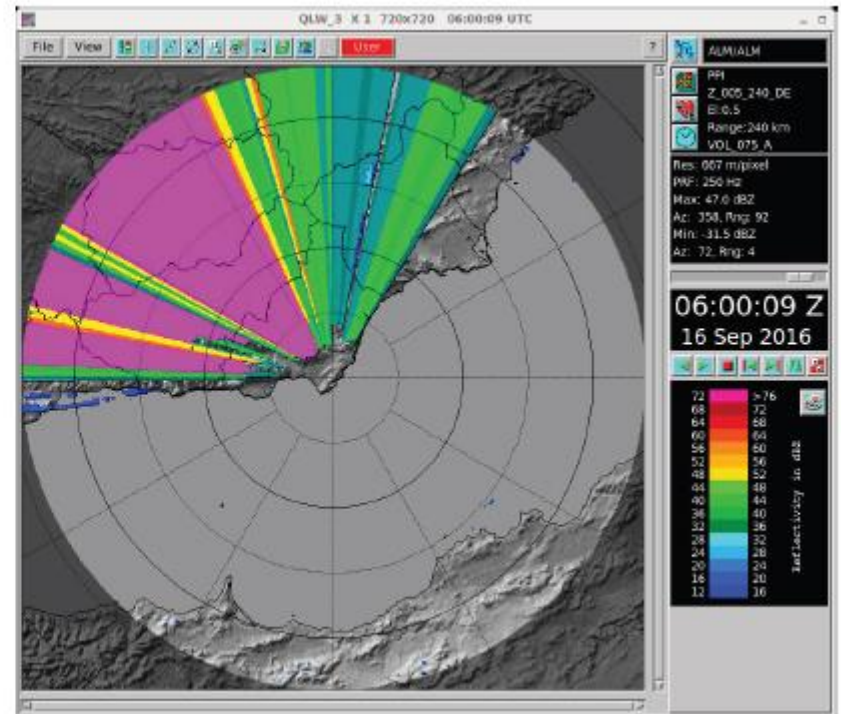 QLW_3 X 1 720x720 06:00:09 UTC
File View User ?
ALM/ALM
PPI
Z_005_240_DE
El:0.5
Range:240 km
VOL_075_A
Res: 667 m/pixel
PRF: 250 Hz
Max: 47.0 dBZ
Az: 358, Rng: 92
Min: -31.5 dBZ
Az: 72, Rng: 4
06:00:09 Z
16 Sep 2016
72 >76
68 72
64 68
60 64
56 60
52 56
48 52
44 48
40 44
36 40
32 36
28 32
24 28
20 24
16 20
12 16
Reflectivity in dBZ